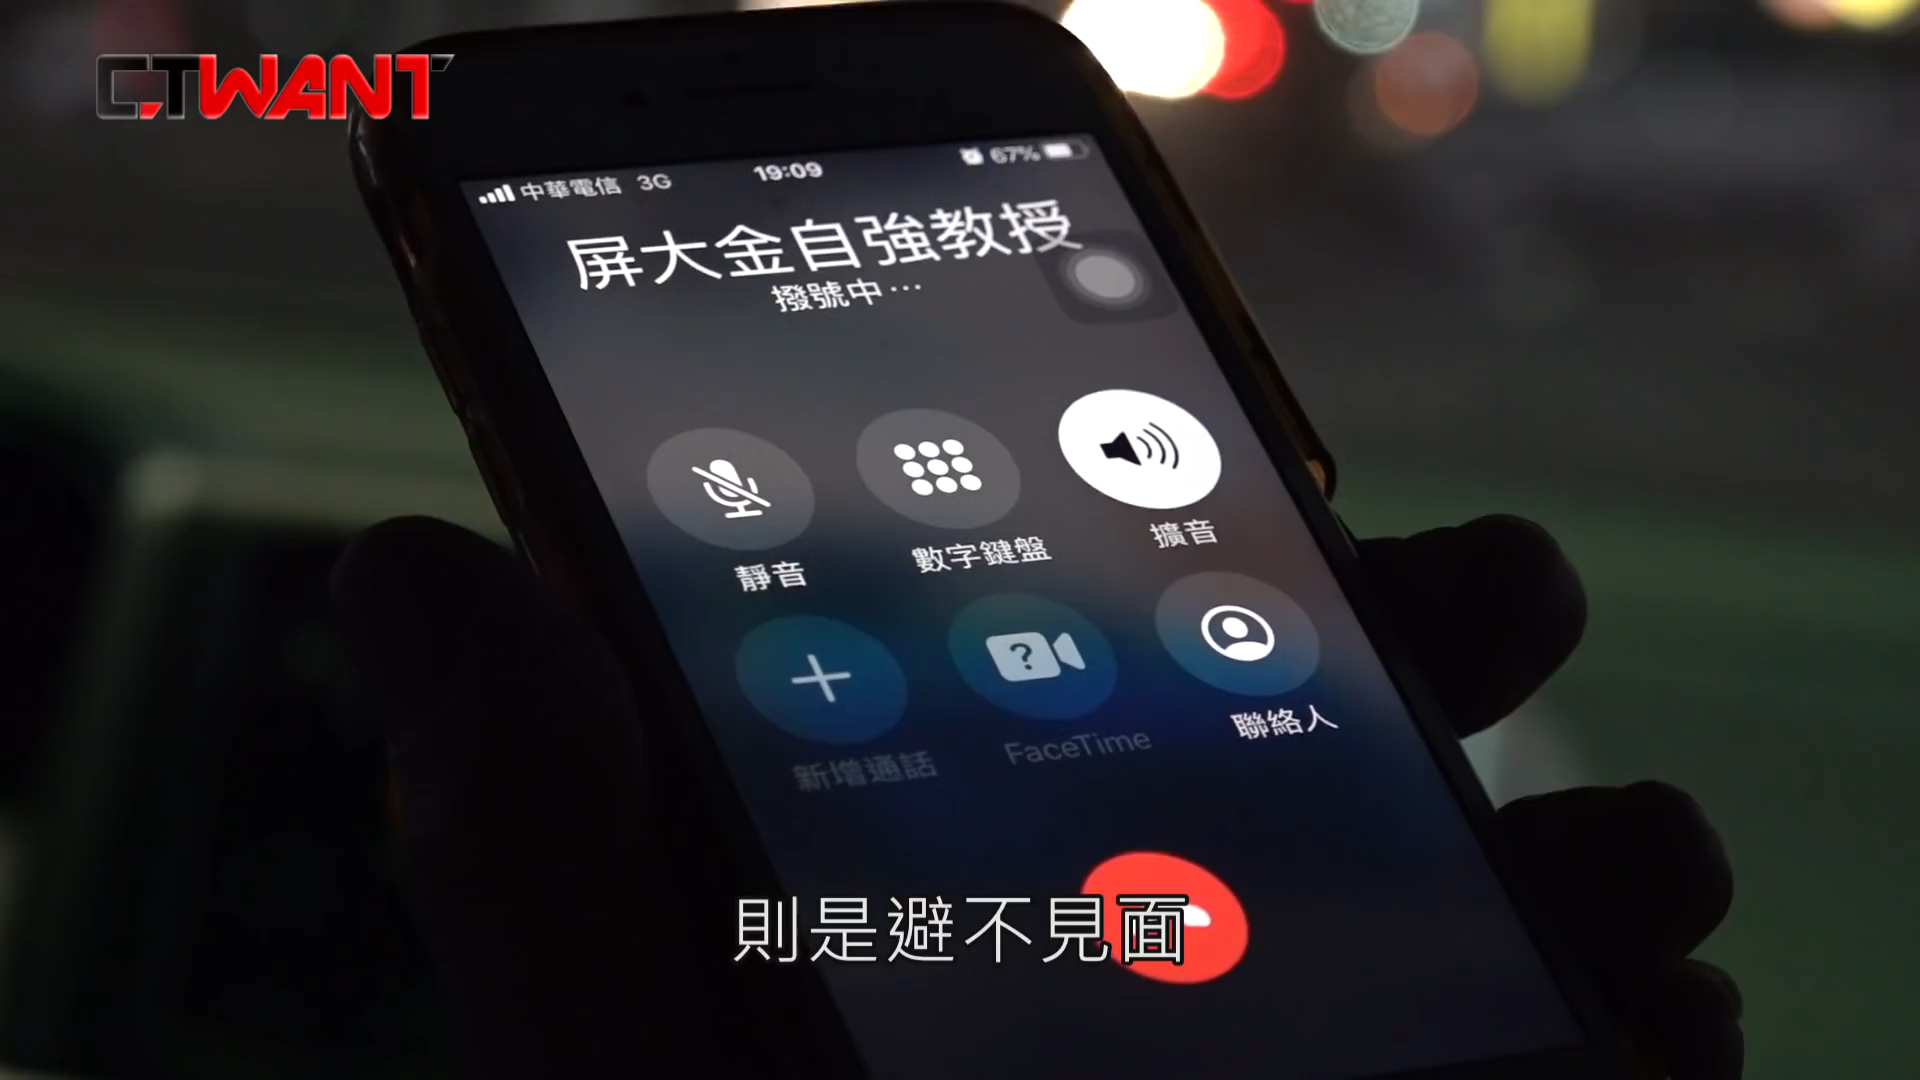 CTWANT
中華電信 3G 19:09 67%
屏大金自強教授
撥號中…
靜音 數字鍵盤 擴音
新增通話 FaceTime 聯絡人
則是避不見面